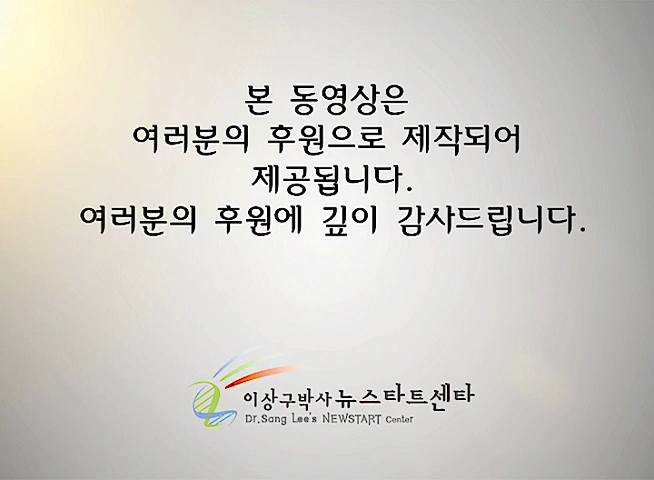 본 동영상은
여러분의 후원으로 제작되어
제공됩니다.
여러분의 후원에 깊이 감사드립니다.
이상구박사 뉴스타트센타
Dr.Sang Lee's NEWSTART Center